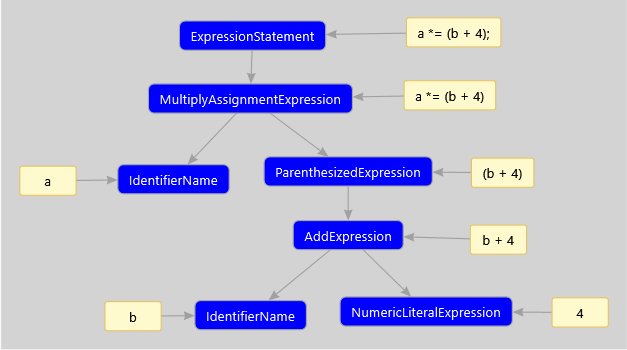 ExpressionStatement
a *= (b + 4);
MultiplyAssignmentExpression
a *= (b + 4)
a
IdentifierName
ParenthesizedExpression
(b + 4)
AddExpression
b + 4
b
IdentifierName
NumericLiteralExpression
4